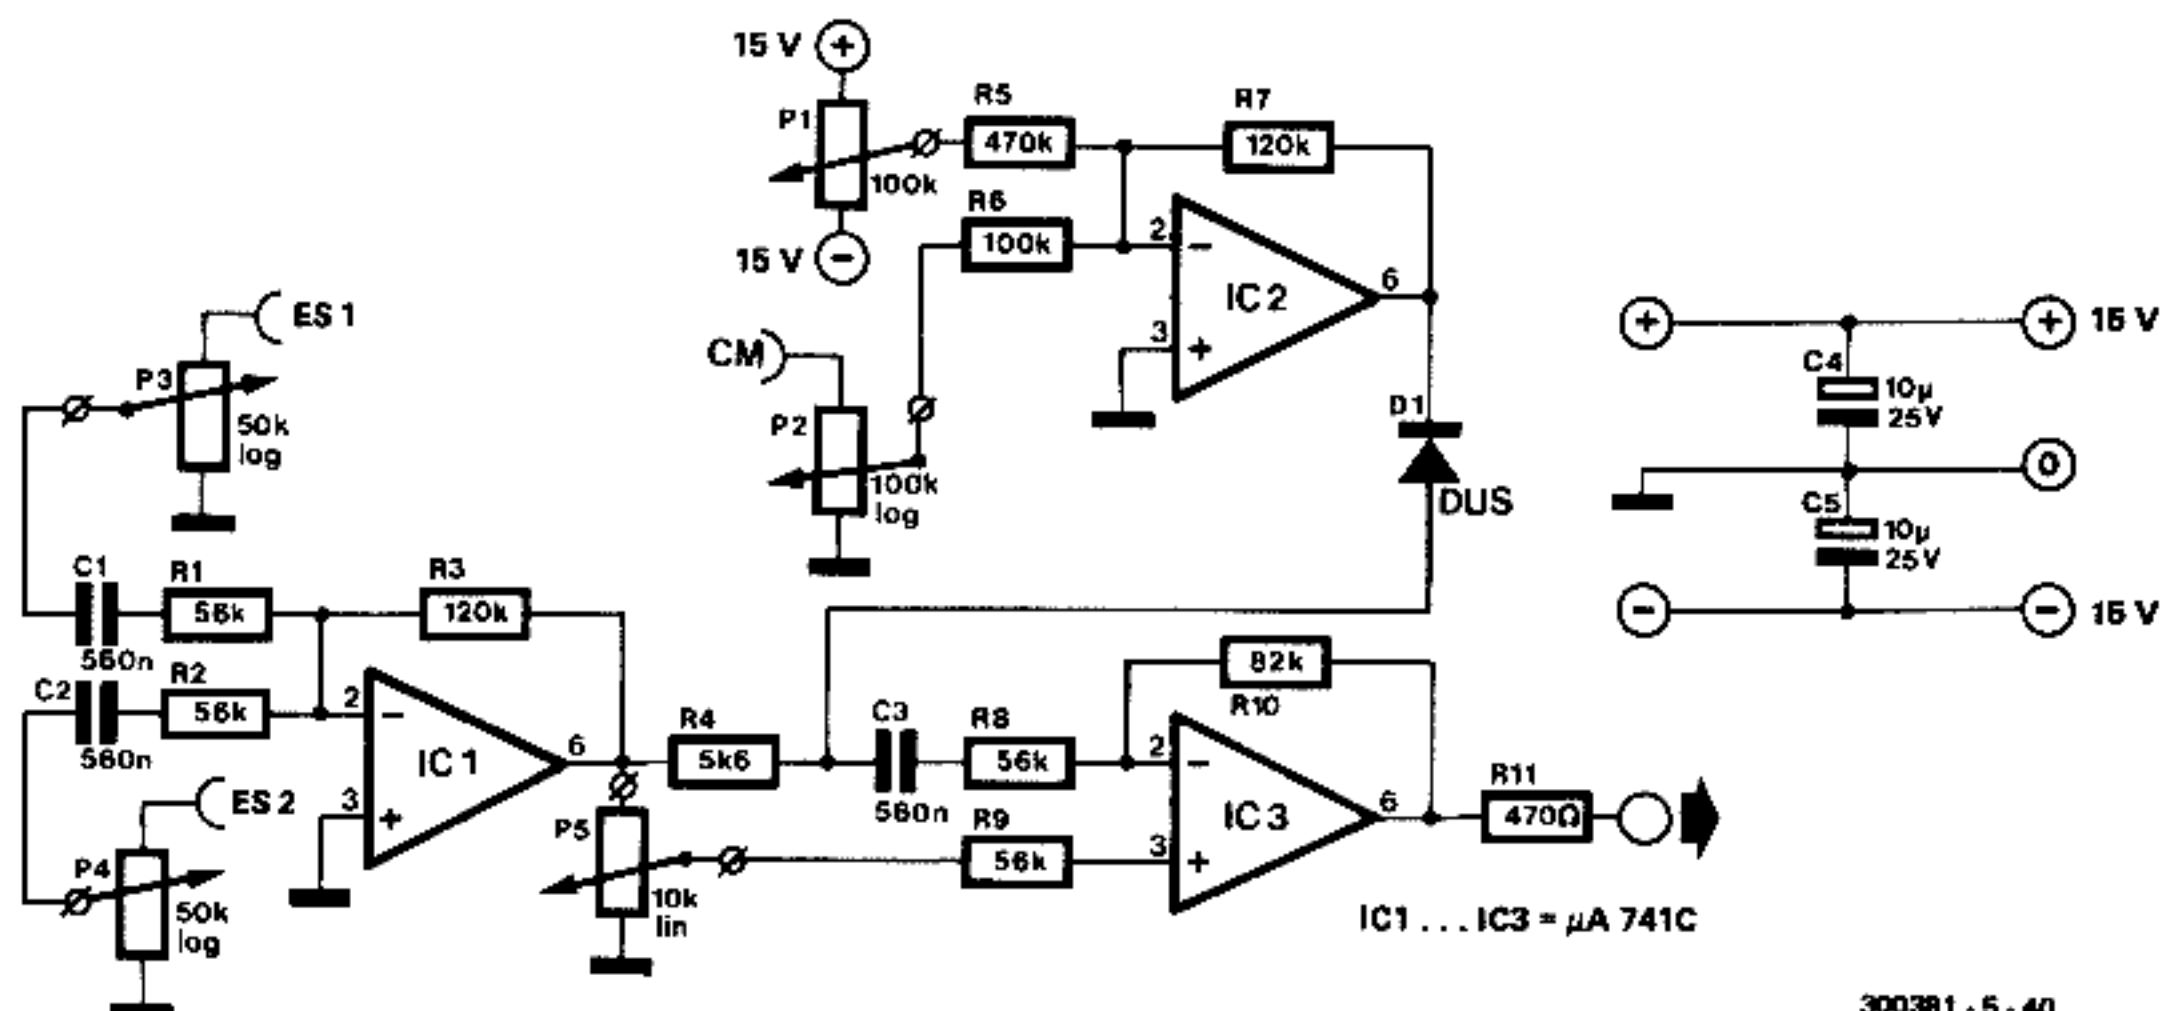 15 V +
P1
100k
15 V −
R5
470k
R7
120k
R6
100k
2
−
IC 2
6
3
+
CM
P2
100k
log
D1
DUS
ES 1
P3
50k
log
C1
560n
R1
56k
R3
120k
C2
560n
R2
56k
2
−
IC 1
6
3
+
ES 2
P4
50k
log
R4
5k6
P5
10k
lin
C3
560n
R8
56k
R9
56k
82k
R10
2
−
IC 3
6
3
+
R11
470Ω
IC1 . . . IC3 = µA 741C
+
+ 15 V
C4
10µ
25V
0
C5
10µ
25V
−
− 15 V
300381 - 5 - 40